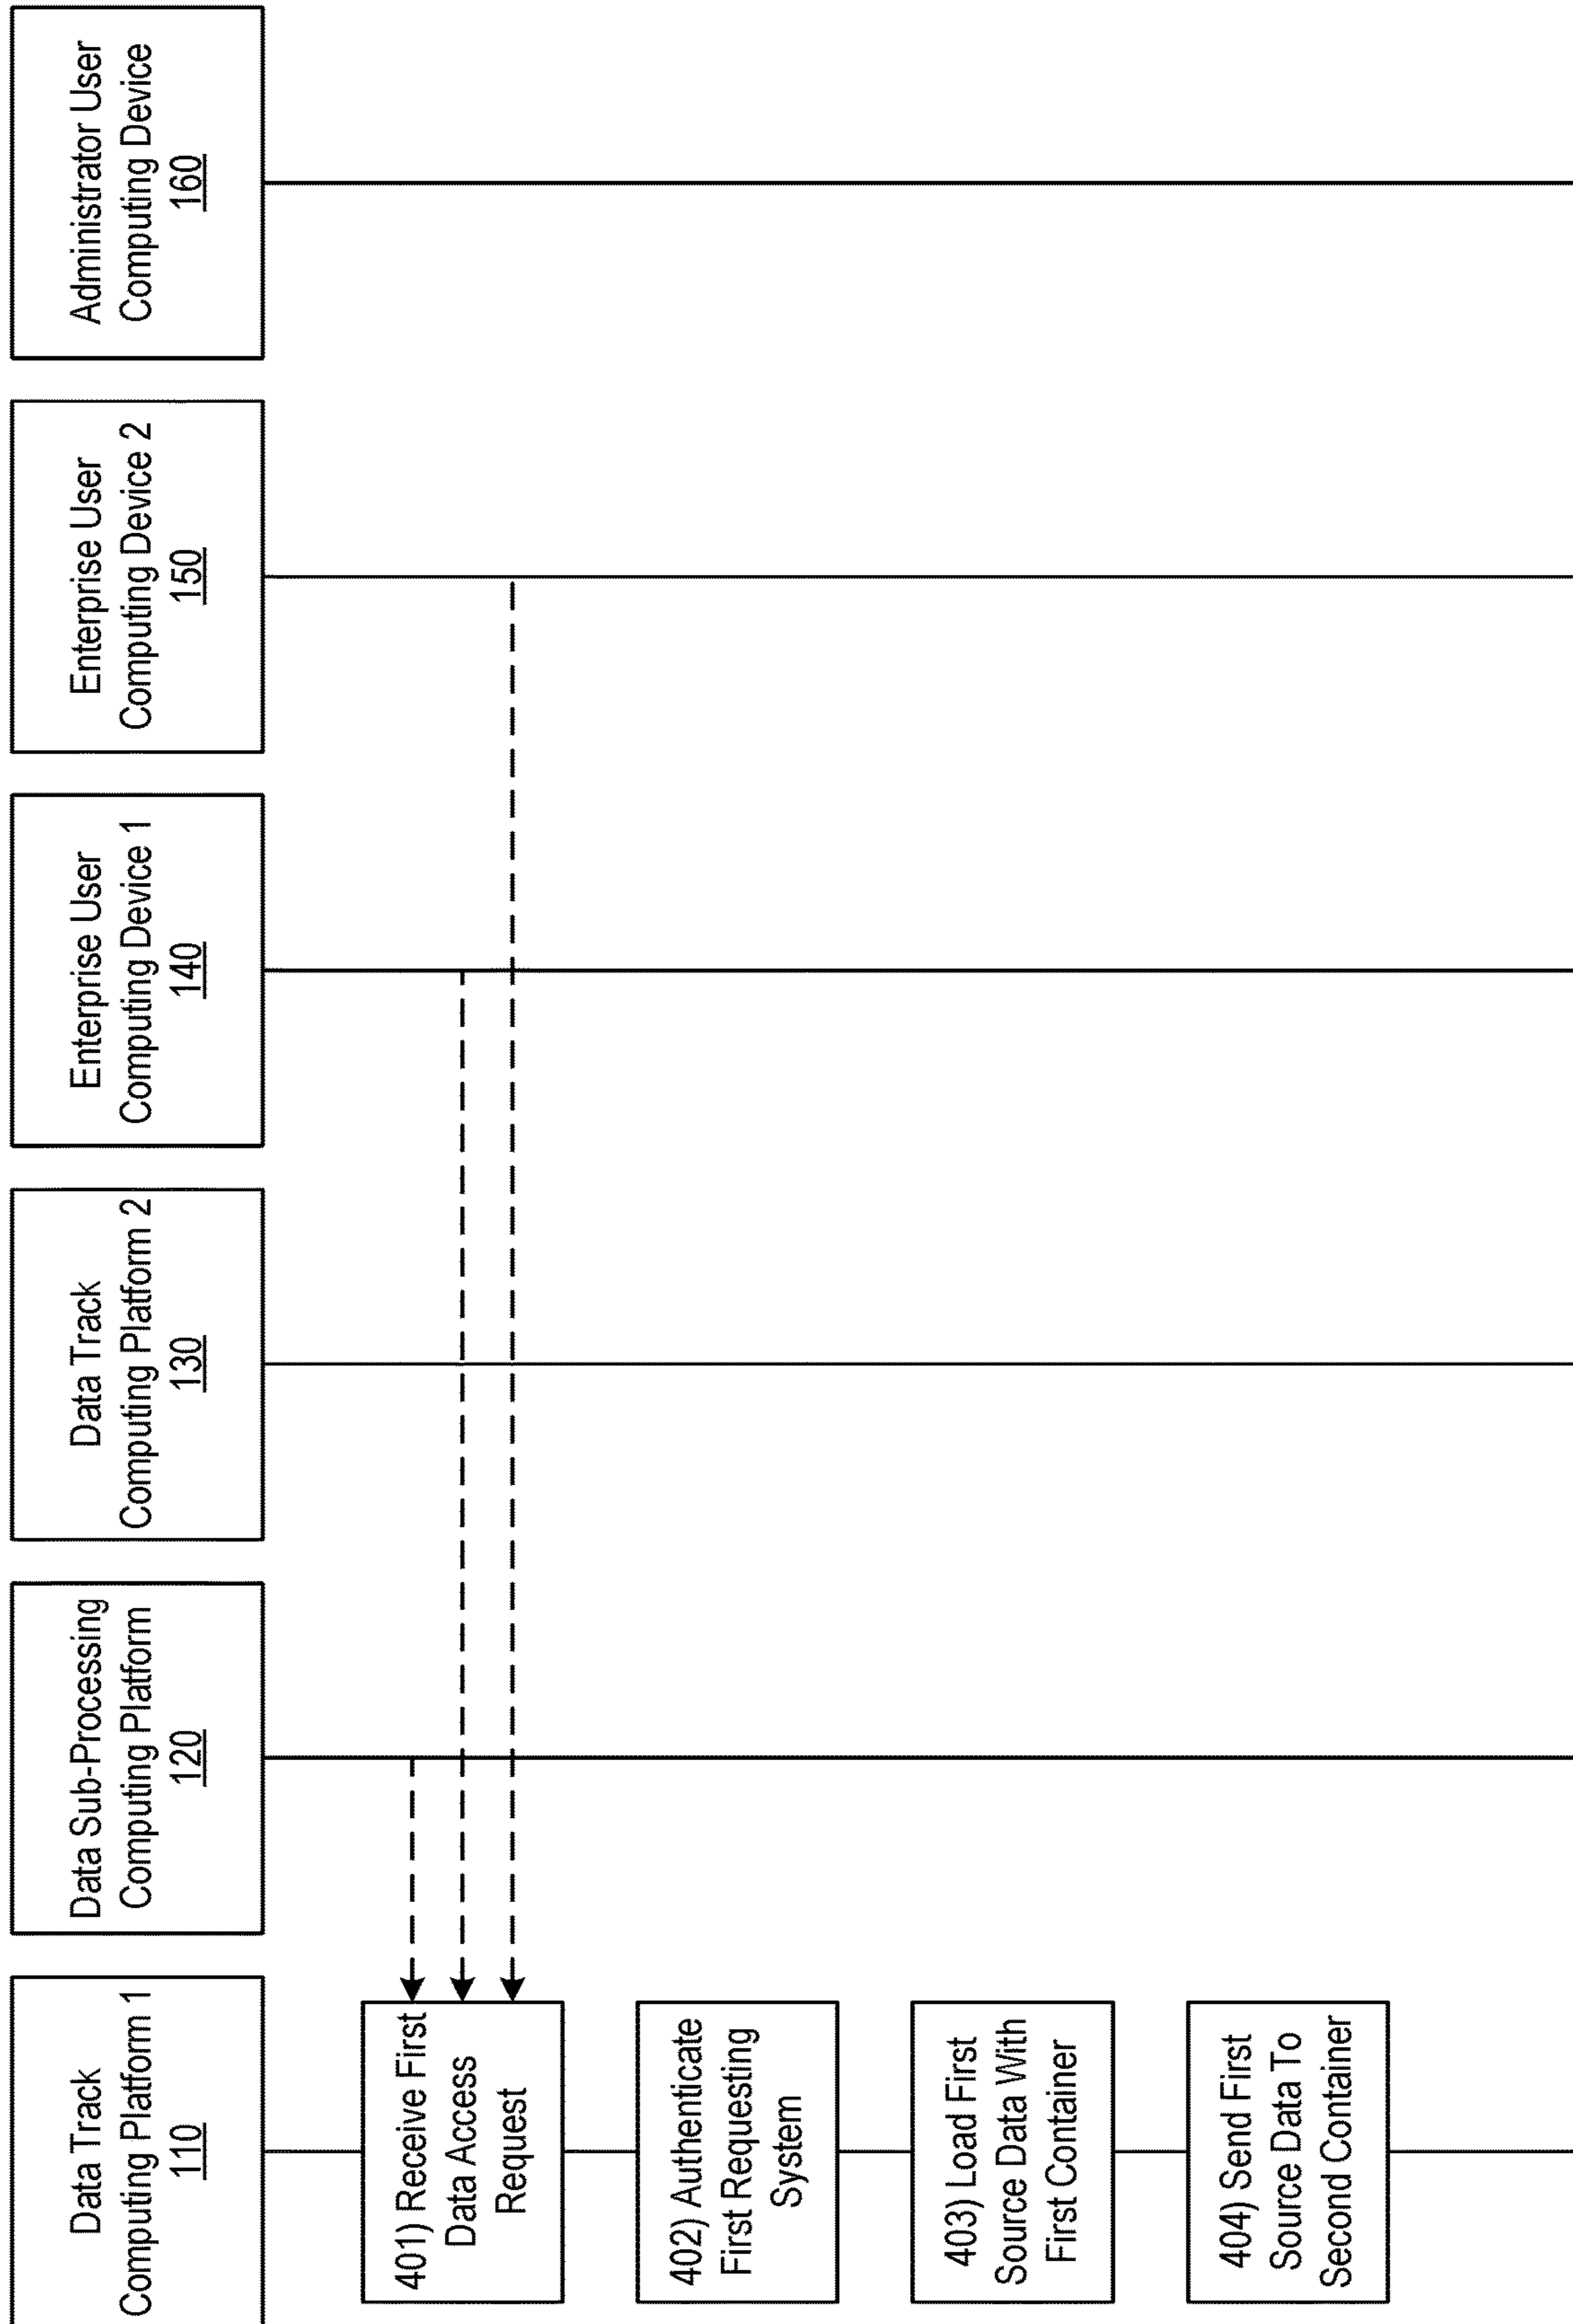 Data Track
Computing Platform 1
110
Data Sub-Processing
Computing Platform
120
Data Track
Computing Platform 2
130
Enterprise User
Computing Device 1
140
Enterprise User
Computing Device 2
150
Administrator User
Computing Device
160
401) Receive First
Data Access
Request
402) Authenticate
First Requesting
System
403) Load First
Source Data With
First Container
404) Send First
Source Data To
Second Container